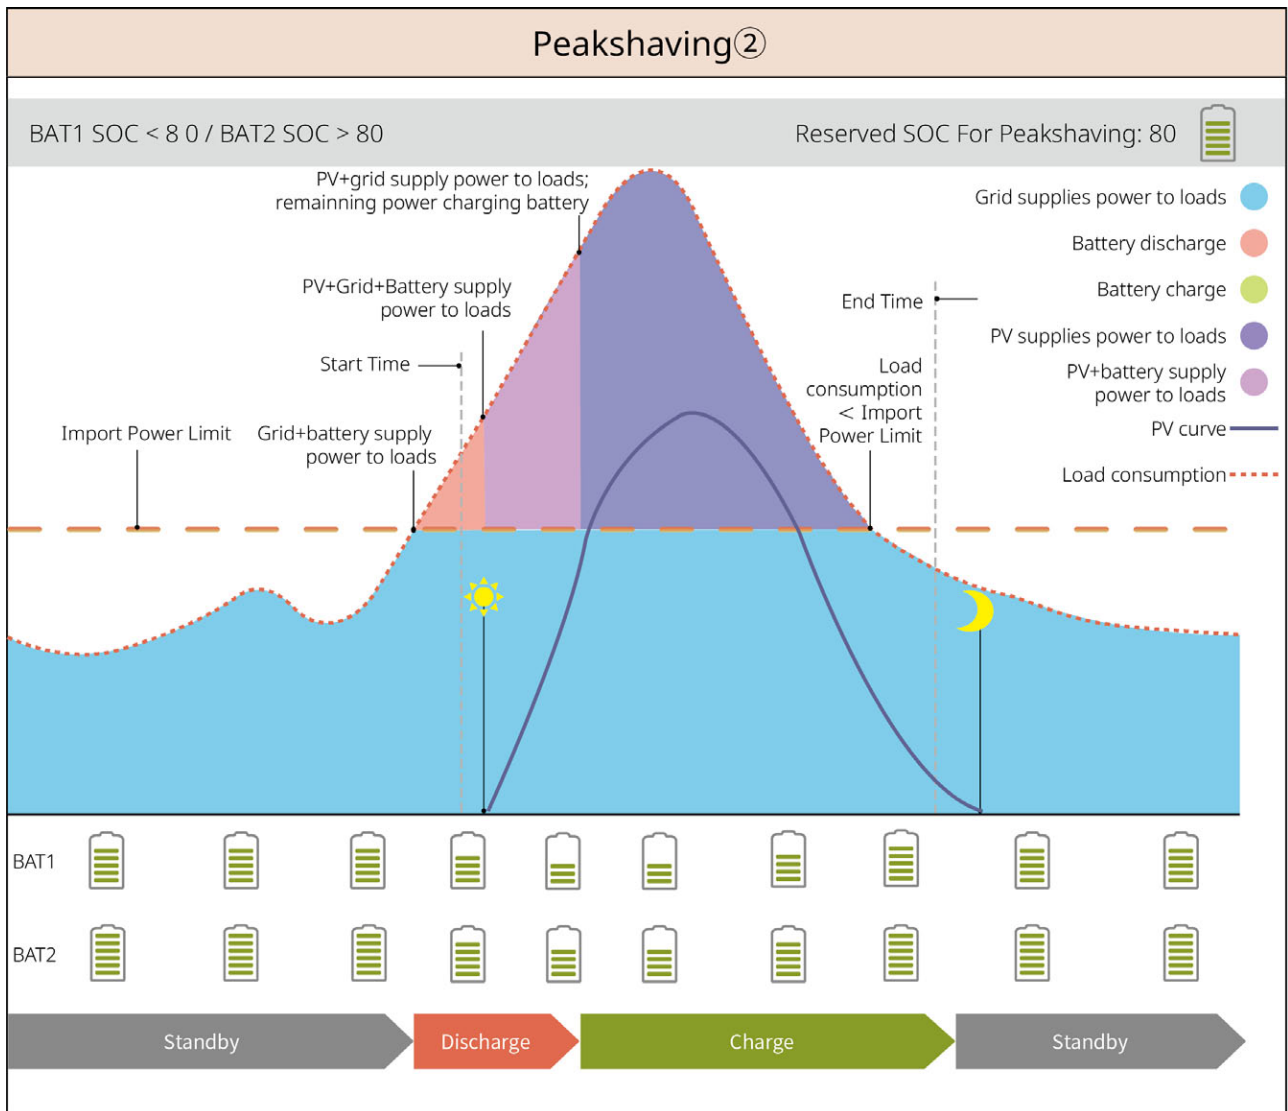 Peakshaving②
BAT1 SOC < 8 0 / BAT2 SOC > 80
Reserved SOC For Peakshaving: 80
PV+grid supply power to loads;
remainning power charging battery
Grid supplies power to loads
Battery discharge
PV+Grid+Battery supply
power to loads
Battery charge
End Time
PV supplies power to loads
Start Time
Load
consumption
< Import
Power Limit
PV+battery supply
power to loads
Import Power Limit
Grid+battery supply
power to loads
PV curve
Load consumption
BAT1
BAT2
Standby
Discharge
Charge
Standby